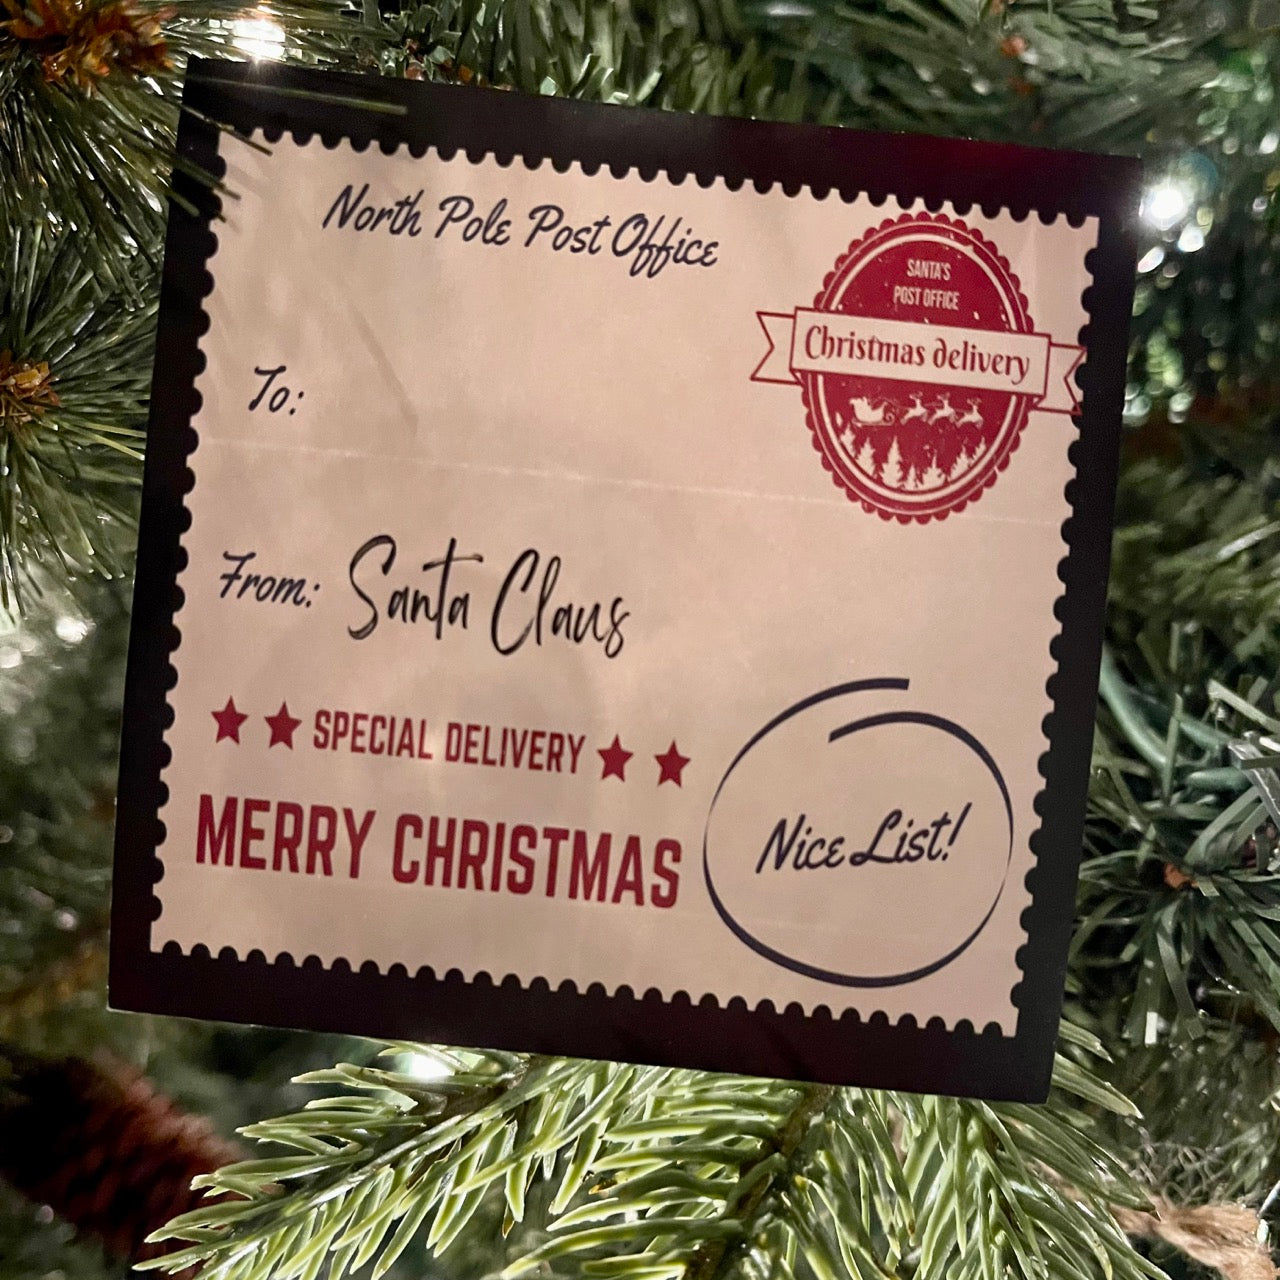 North Pole Post Office
SANTA'S
POST OFFICE
Christmas delivery
To:
From: Santa Claus
★ ★ SPECIAL DELIVERY ★ ★
MERRY CHRISTMAS
Nice List!